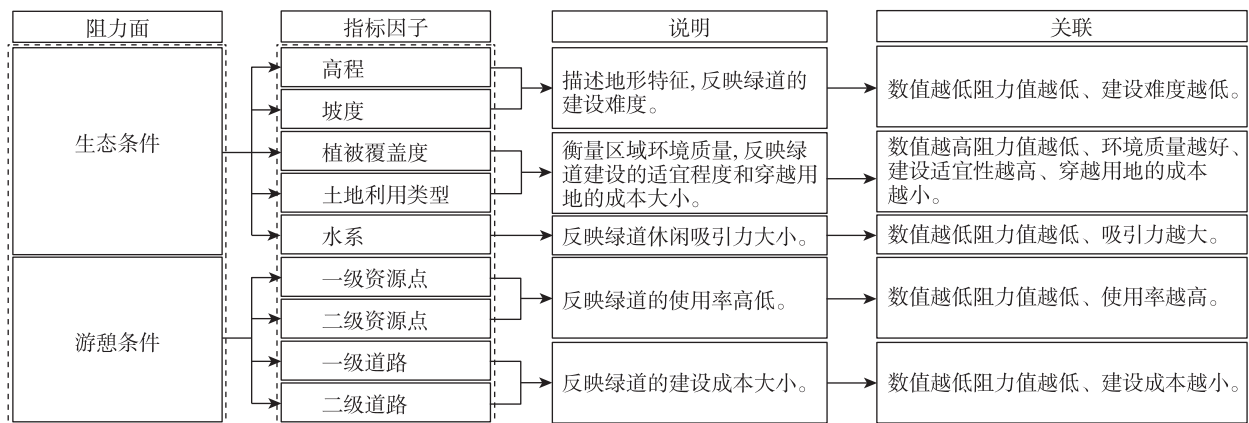 阻力面
指标因子
说明
关联
生态条件
高程
坡度
描述地形特征,反映绿道的
建设难度。
数值越低阻力值越低、建设难度越低。
植被覆盖度
土地利用类型
衡量区域环境质量,反映绿
道建设的适宜程度和穿越用
地的成本大小。
数值越高阻力值越低、环境质量越好、
建设适宜性越高、穿越用地的成本
越小。
水系
反映绿道休闲吸引力大小。
数值越低阻力值越低、吸引力越大。
游憩条件
一级资源点
二级资源点
反映绿道的使用率高低。
数值越低阻力值越低、使用率越高。
一级道路
二级道路
反映绿道的建设成本大小。
数值越低阻力值越低、建设成本越小。